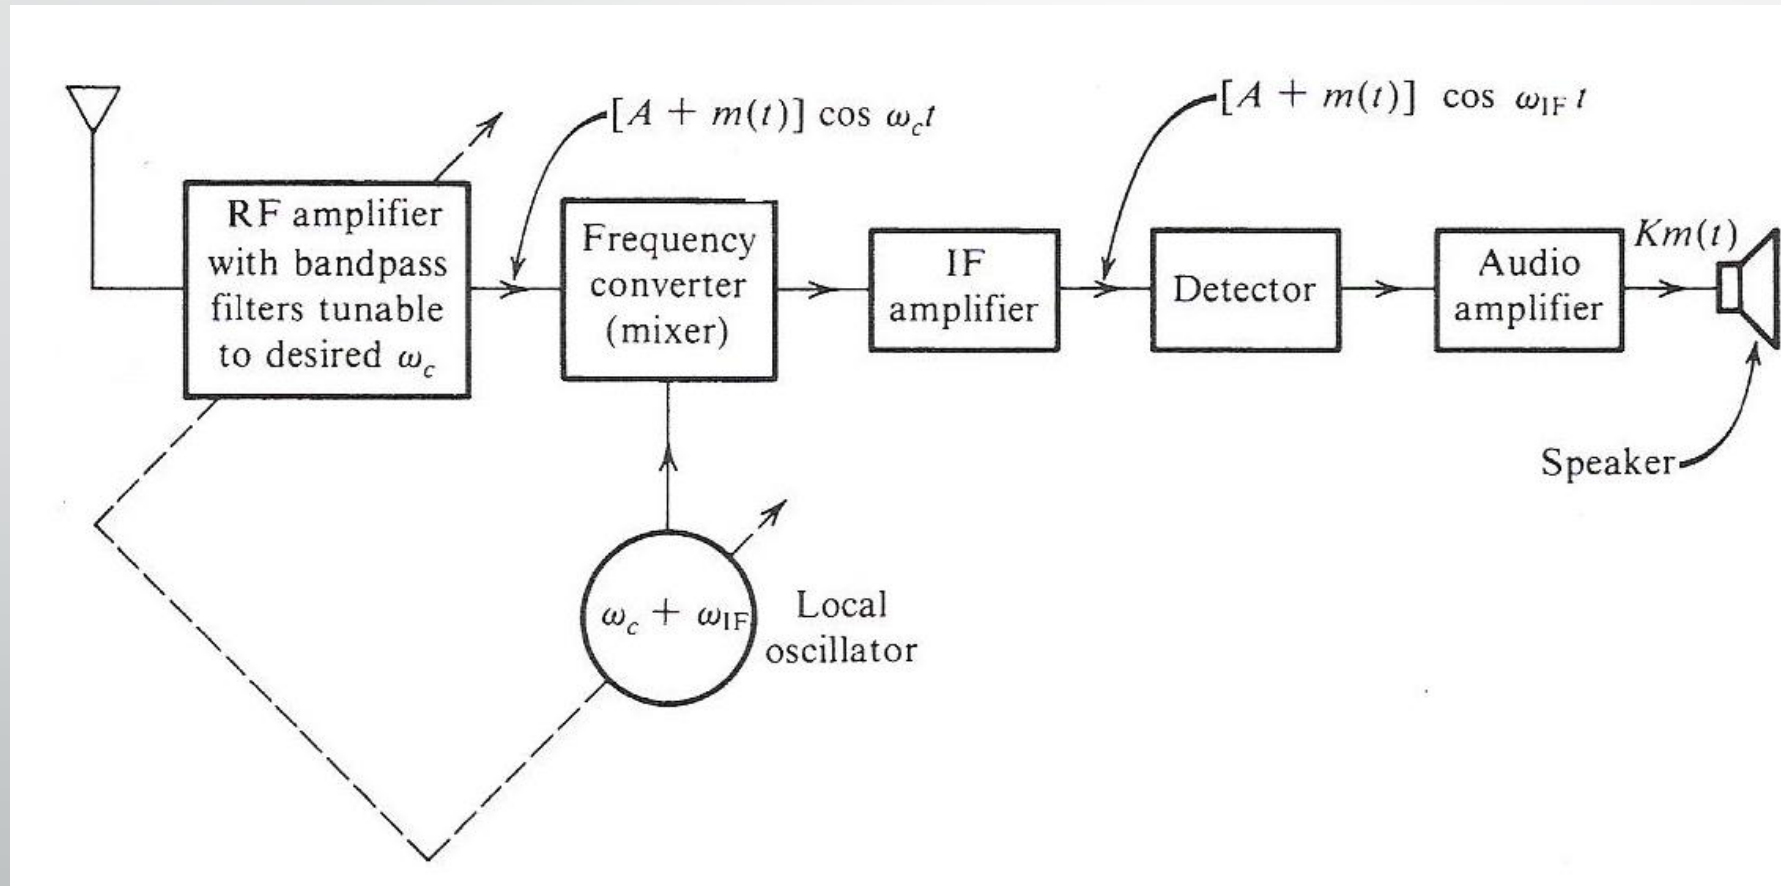 [A + m(t)] cos ω_c t
[A + m(t)] cos ω_IF t
RF amplifier
with bandpass
filters tunable
to desired ω_c
Frequency
converter
(mixer)
IF
amplifier
Detector
Audio
amplifier
Km(t)
Speaker
ω_c + ω_IF
Local
oscillator